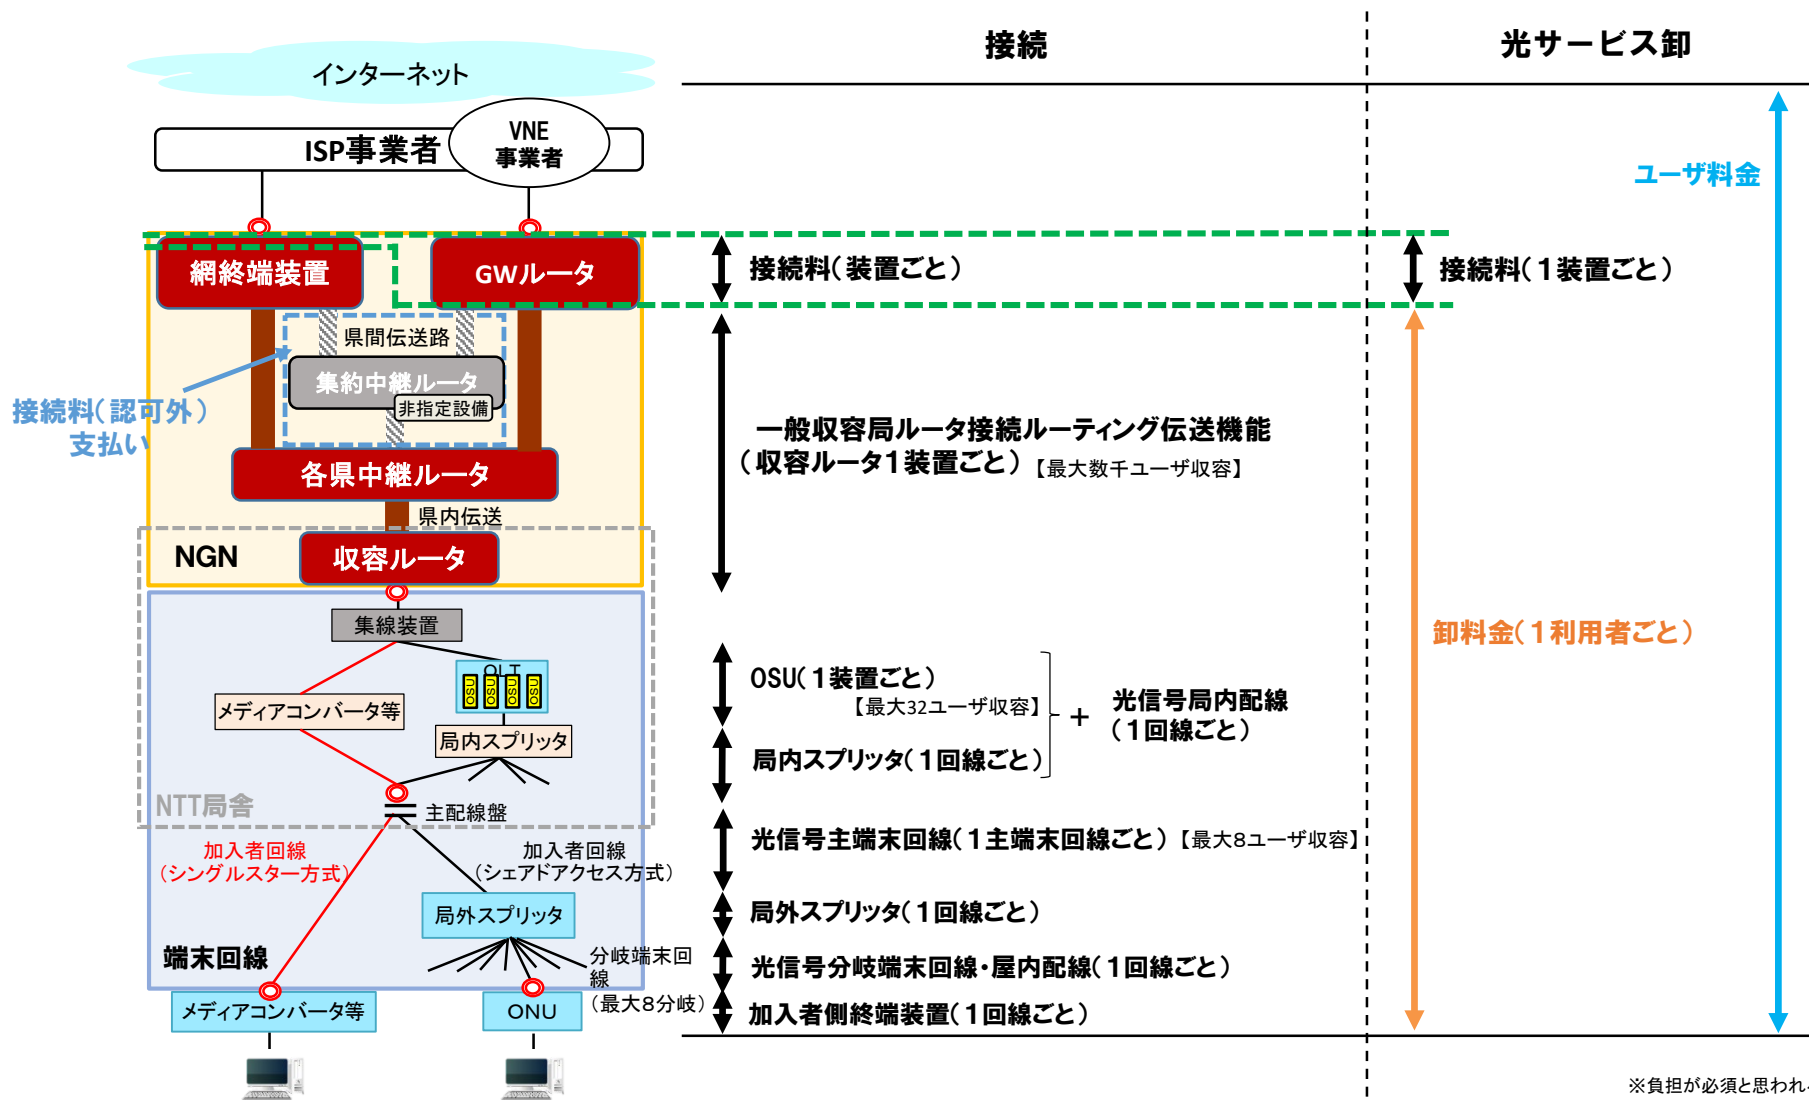 接続
光サービス卸
インターネット
ISP事業者
VNE
事業者
ユーザ料金
網終端装置
GWルータ
接続料(装置ごと)
接続料(1装置ごと)
県間伝送路
集約中継ルータ
非指定設備
接続料(認可外)
支払い
各県中継ルータ
一般収容局ルータ接続ルーティング伝送機能
(収容ルータ1装置ごと)【最大数千ユーザ収容】
県内伝送
NGN
収容ルータ
集線装置
卸料金(1利用者ごと)
OLT
OSU
OSU
OSU
OSU
OSU(1装置ごと)
【最大32ユーザ収容】
+
光信号局内配線
(1回線ごと)
メディアコンバータ等
局内スプリッタ
局内スプリッタ(1回線ごと)
NTT局舎
主配線盤
加入者回線
(シングルスター方式)
加入者回線
(シェアドアクセス方式)
光信号主端末回線(1主端末回線ごと)【最大8ユーザ収容】
局外スプリッタ
局外スプリッタ(1回線ごと)
端末回線
分岐端末回
線
(最大8分岐)
光信号分岐端末回線・屋内配線(1回線ごと)
メディアコンバータ等
ONU
加入者側終端装置(1回線ごと)
※負担が必須と思われ